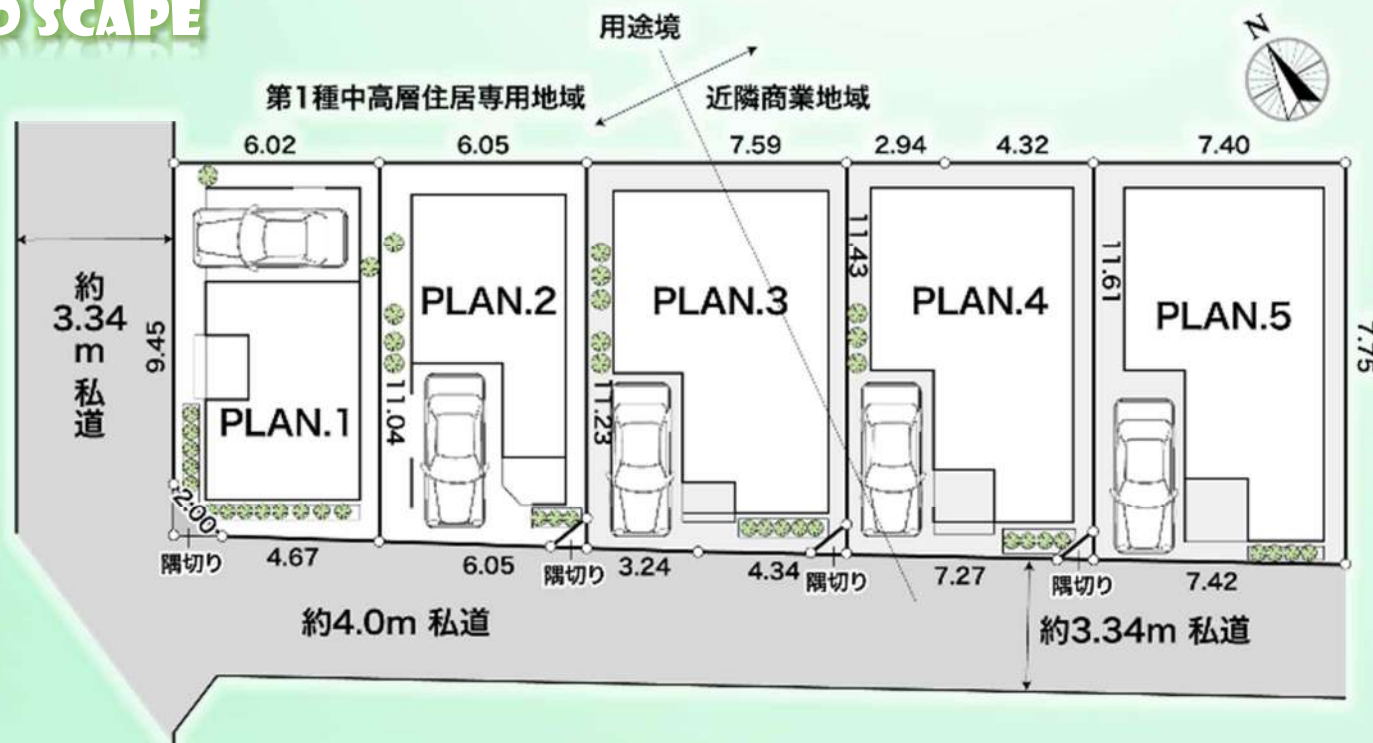 SCAPE
用途境
第1種中高層住居専用地域
近隣商業地域
N
6.02
6.05
7.59
2.94
4.32
7.40
約
3.34
m
私道
9.45
PLAN.1
PLAN.2
PLAN.3
PLAN.4
PLAN.5
11.04
11.23
11.43
11.61
7.75
2.00
隅切り
4.67
6.05
隅切り
3.24
4.34
隅切り
7.27
隅切り
7.42
約4.0m 私道
約3.34m 私道